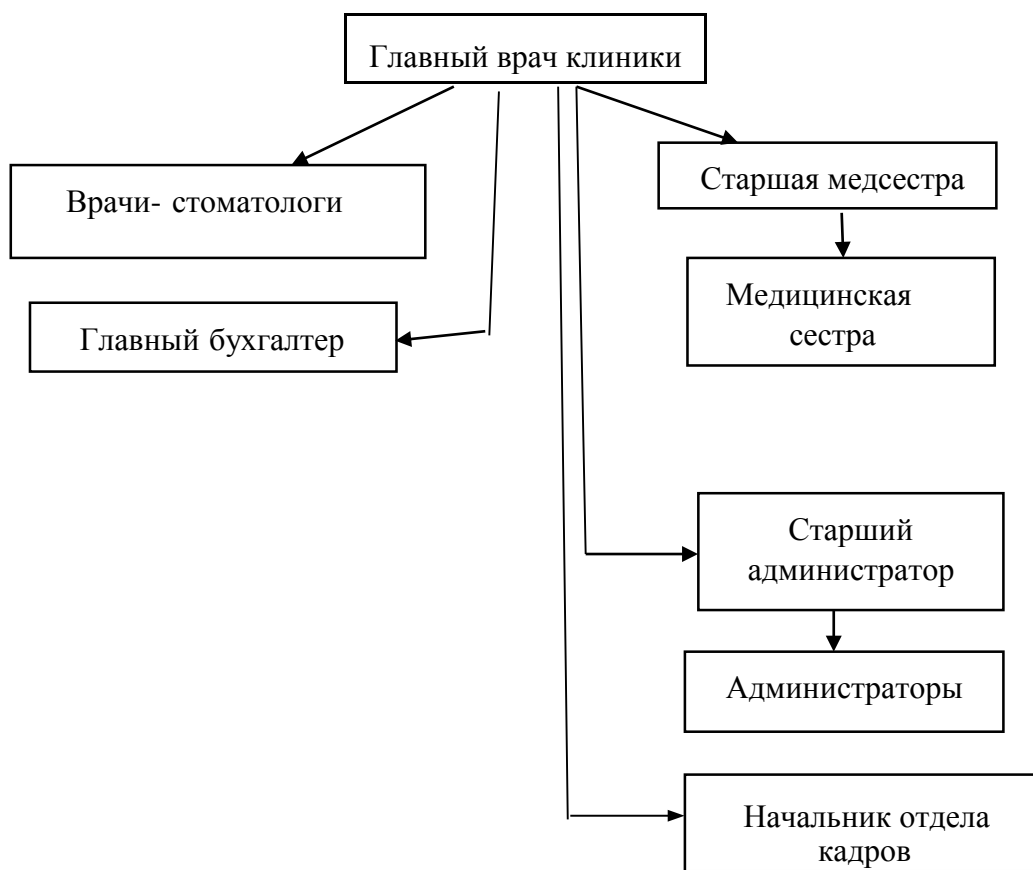 Главный врач клиники
Врачи- стоматологи
Старшая медсестра
Медицинская
сестра
Главный бухгалтер
Старший
администратор
Администраторы
Начальник отдела
кадров